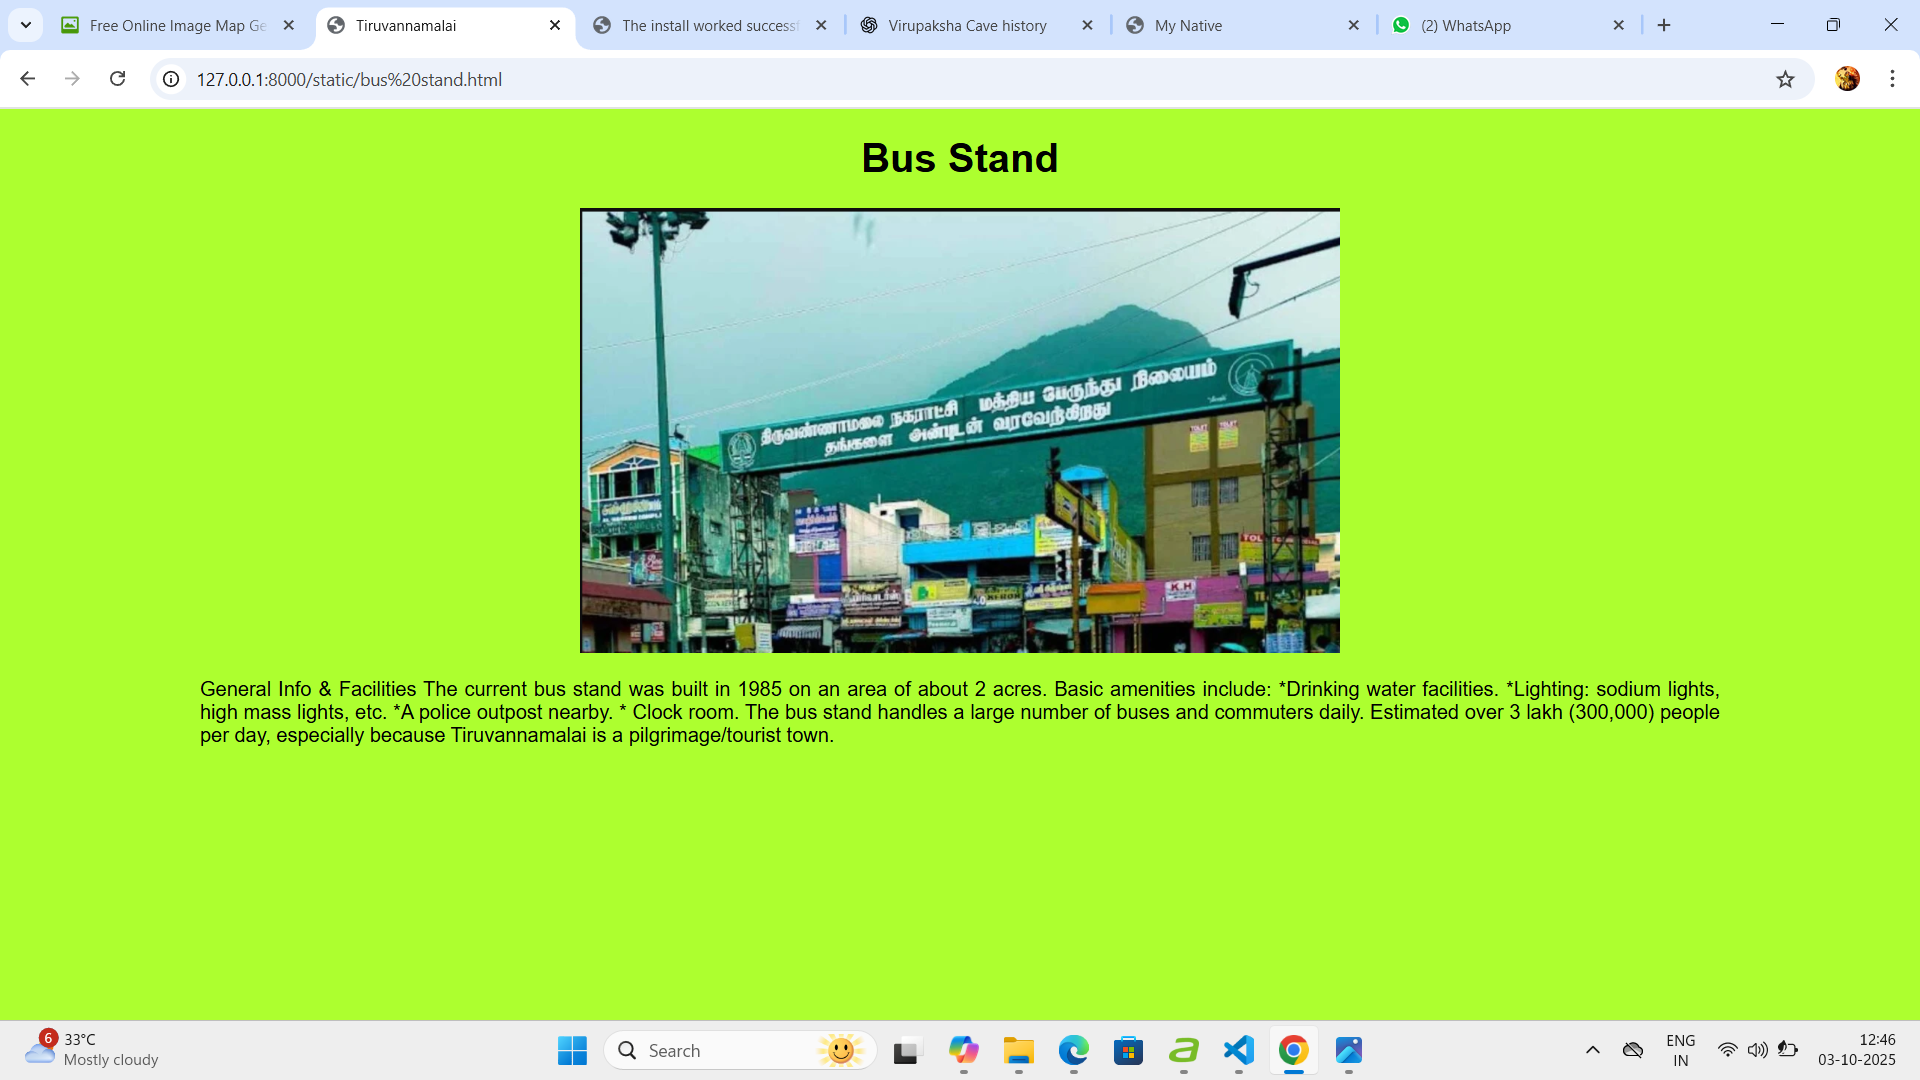 Free Online Image Map Ge
Tiruvannamalai
The install worked successf
Virupaksha Cave history
My Native
(2) WhatsApp
127.0.0.1:8000/static/bus%20stand.html
Bus Stand
திருவண்ணாமலை நகராட்சி மத்திய பேருந்து நிலையம்
தங்களை அன்புடன் வரவேற்கிறது
TOLET
TOLET
K.H
General Info & Facilities The current bus stand was built in 1985 on an area of about 2 acres. Basic amenities include: *Drinking water facilities. *Lighting: sodium lights,
high mass lights, etc. *A police outpost nearby. * Clock room. The bus stand handles a large number of buses and commuters daily. Estimated over 3 lakh (300,000) people
per day, especially because Tiruvannamalai is a pilgrimage/tourist town.
6
33°C
Mostly cloudy
Search
ENG
IN
12:46
03-10-2025